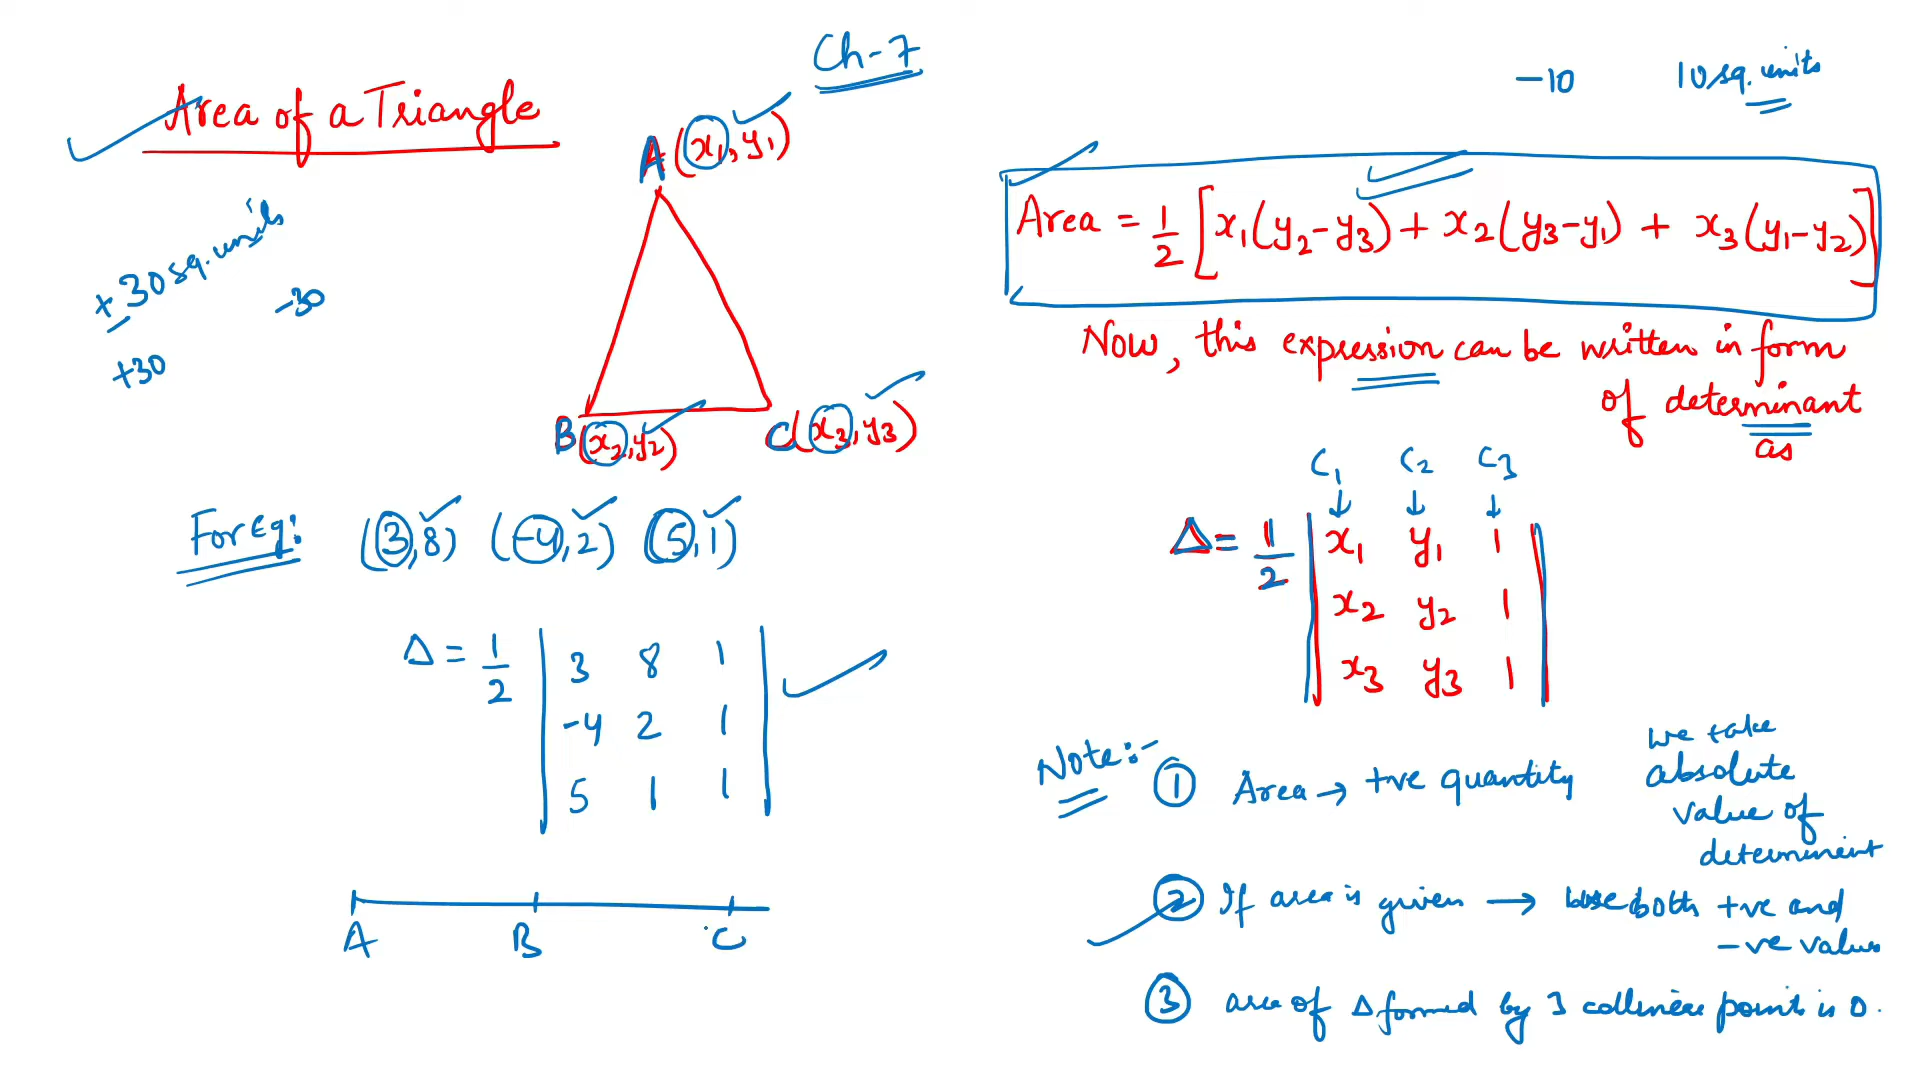 Ch-7
Area of a Triangle
A (x₁, y₁)
B(x₂, y₂)
C(x₃, y₃)
±30 sq. units
-30
+30
-10
10 sq. units
Area = 1/2 [x₁(y₂-y₃) + x₂(y₃-y₁) + x₃(y₁-y₂)]
Now, this expression can be written in form
of determinant
as
C₁ C₂ C₃
Δ = 1/2 | x₁ y₁ 1
x₂ y₂ 1
x₃ y₃ 1 |
For Eg: (3,8) (-4,2) (5,1)
Δ = 1/2 | 3 8 1
-4 2 1
5 1 1 |
A B C
Note:-
① Area → +ve quantity
we take
absolute
value of
determinent
② If area is given → use both +ve and
-ve values
③ area of Δ formed by 3 collinear points is 0.